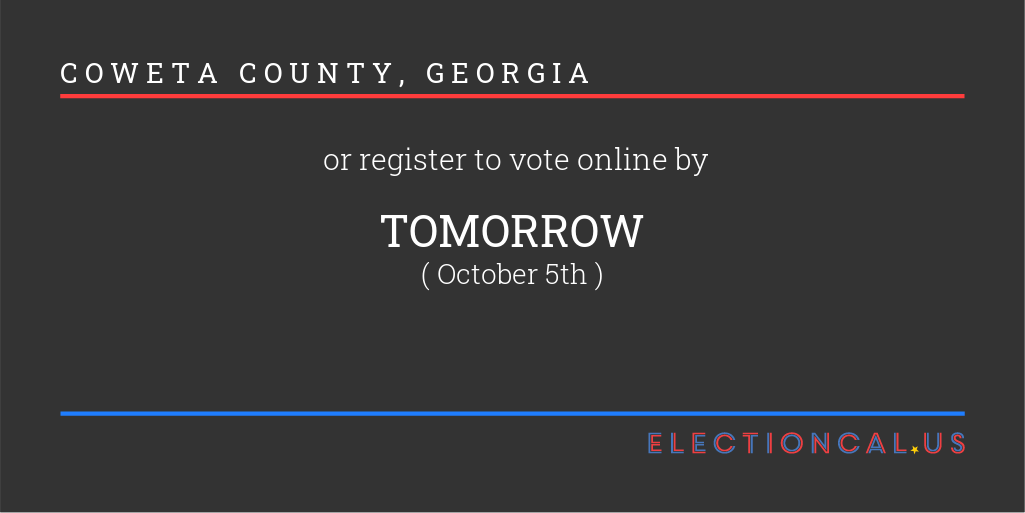 COWETA COUNTY, GEORGIA
or register to vote online by
TOMORROW
( October 5th )
ELECTIONCAL.US